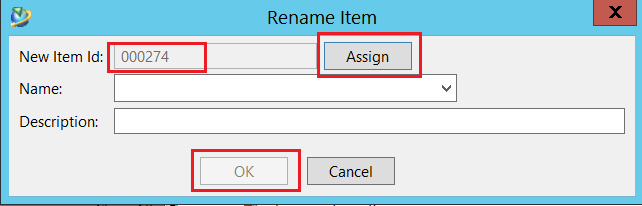 Rename Item
X
New Item Id: 000274 Assign
Name:
Description:
OK Cancel